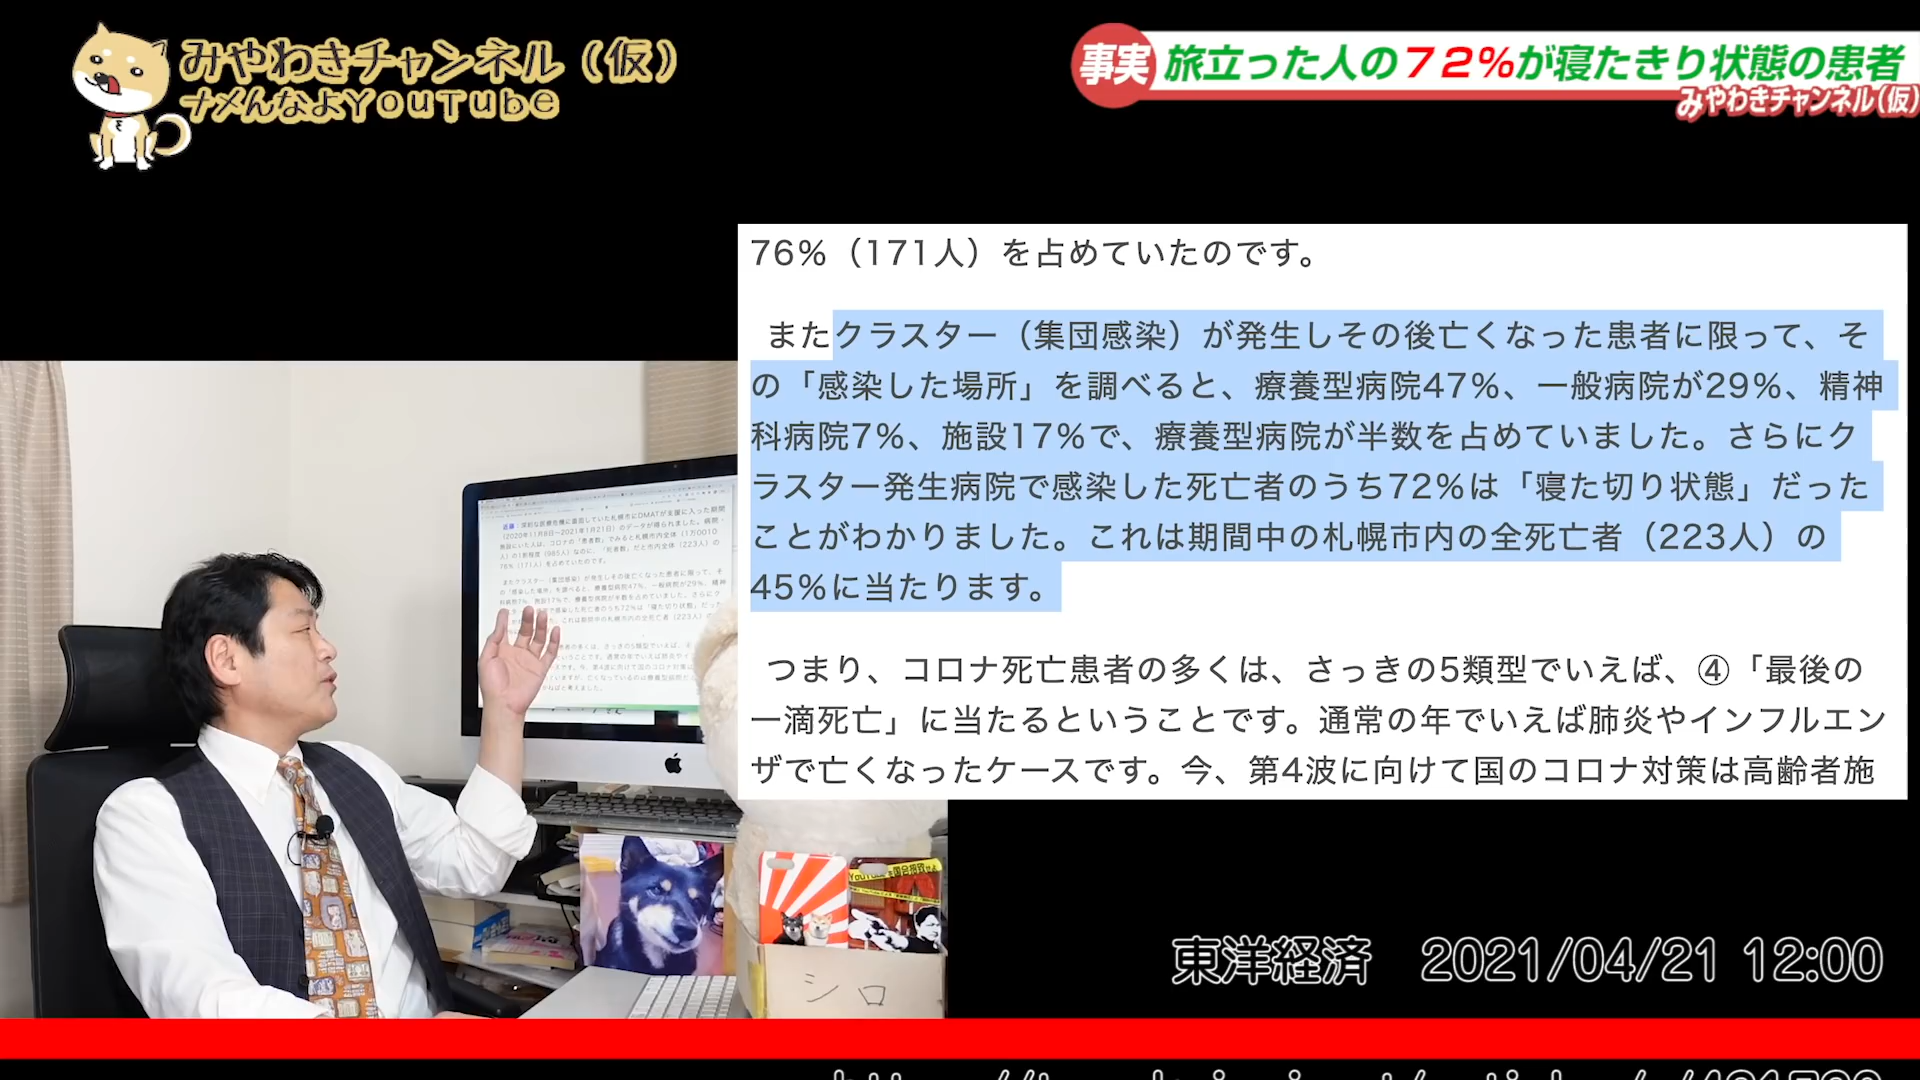 みやわきチャンネル（仮）
ナメんなよYouTube
事実 旅立った人の７２％が寝たきり状態の患者
みやわきチャンネル（仮）
76％（171人）を占めていたのです。
またクラスター（集団感染）が発生しその後亡くなった患者に限って、そ
の「感染した場所」を調べると、療養型病院47％、一般病院が29％、精神
科病院7％、施設17％で、療養型病院が半数を占めていました。さらにク
ラスター発生病院で感染した死亡者のうち72％は「寝た切り状態」だった
ことがわかりました。これは期間中の札幌市内の全死亡者（223人）の
45％に当たります。
つまり、コロナ死亡患者の多くは、さっきの5類型でいえば、④「最後の
一滴死亡」に当たるということです。通常の年でいえば肺炎やインフルエン
ザで亡くなったケースです。今、第4波に向けて国のコロナ対策は高齢者施
シロ
東洋経済　2021/04/21 12:00